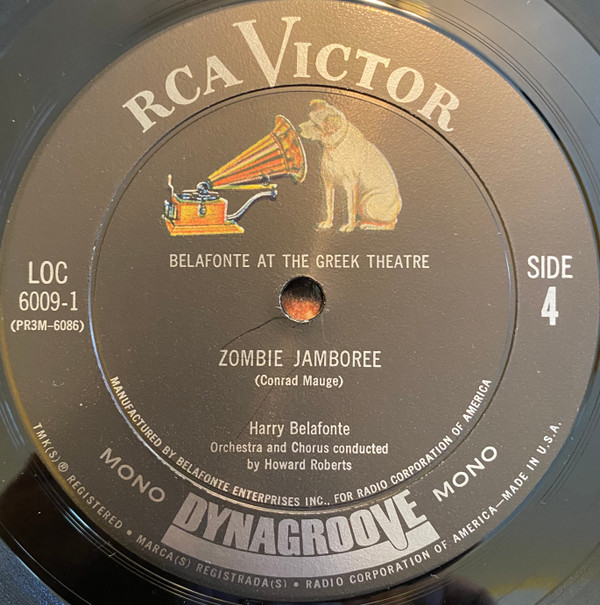 RCA VICTOR
BELAFONTE AT THE GREEK THEATRE
LOC
6009-1
(PR3M-6086)
SIDE
4
ZOMBIE JAMBOREE
(Conrad Mauge)
Harry Belafonte
Orchestra and Chorus conducted
by Howard Roberts
MANUFACTURED BY BELAFONTE ENTERPRISES INC., FOR RADIO CORPORATION OF AMERICA
MONO
DYNAGROOVE
MONO
TMK(S) ® REGISTERED • MARCA(S) REGISTRADA(S) • RADIO CORPORATION OF AMERICA—MADE IN U.S.A.